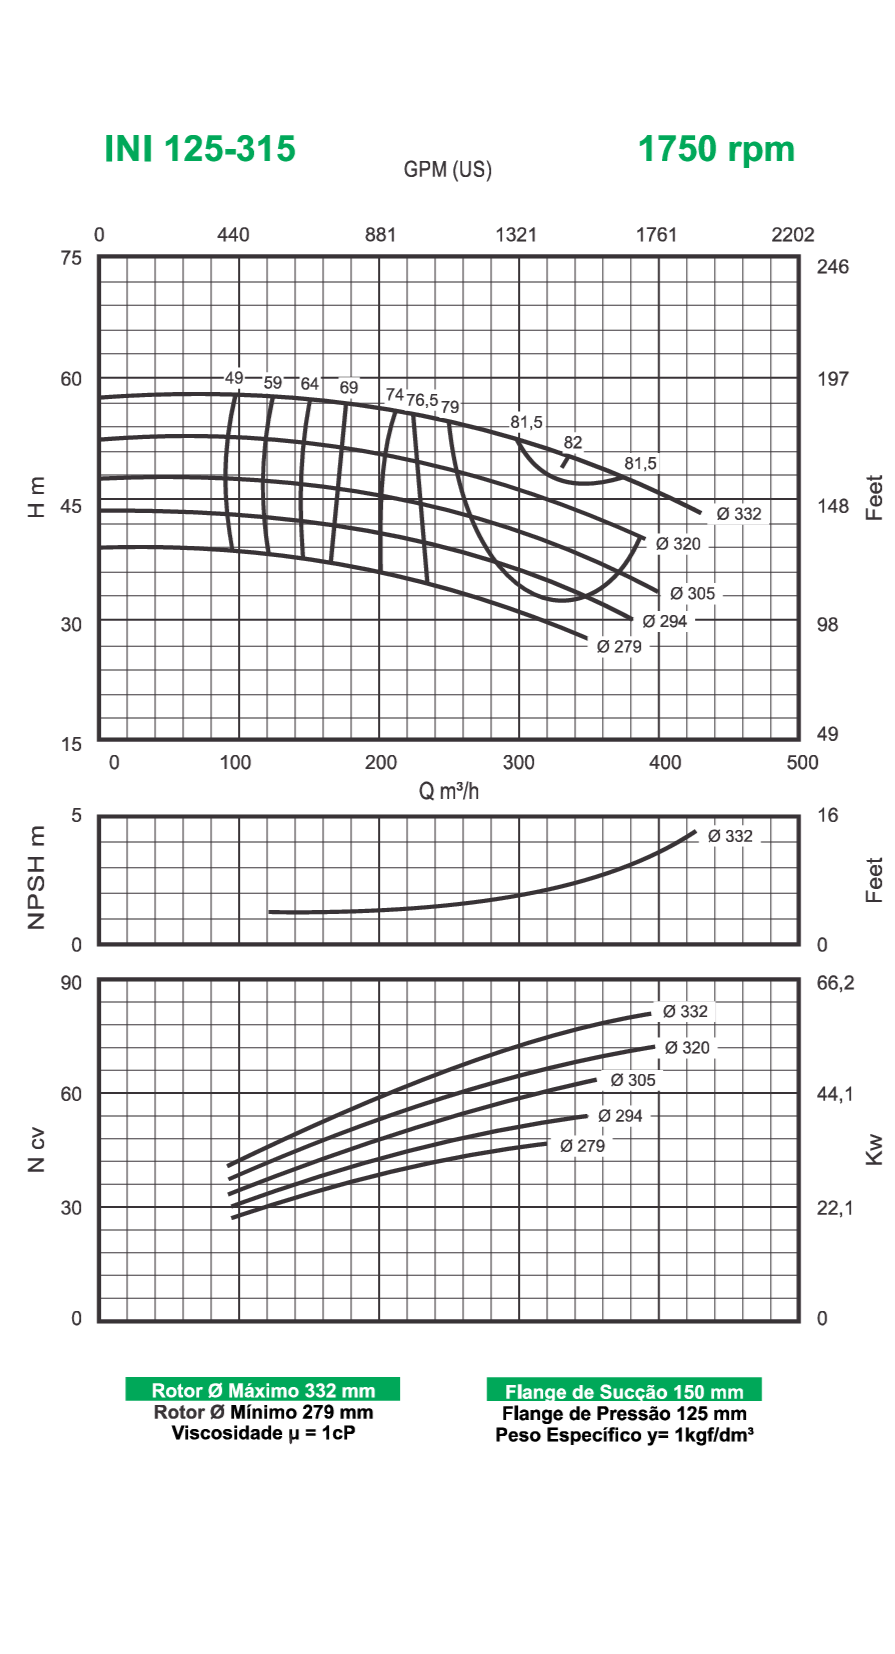 INI 125-315 1750 rpm
GPM (US)
0 440 881 1321 1761 2202
75 246
60 197
49 59 64 69 74 76,5 79
81,5
82
81,5
H m 45 148 Feet
Ø 332
Ø 320
Ø 305
30 Ø 294 98
Ø 279
15 49
0 100 200 300 400 500
Q m³/h
5 16
Ø 332
NPSH m Feet
0 0
90 66,2
Ø 332
Ø 320
Ø 305
60 44,1
Ø 294
N cv Ø 279 Kw
30 22,1
0 0
Rotor Ø Máximo 332 mm
Rotor Ø Mínimo 279 mm
Viscosidade µ = 1cP
Flange de Sucção 150 mm
Flange de Pressão 125 mm
Peso Específico y= 1kgf/dm³